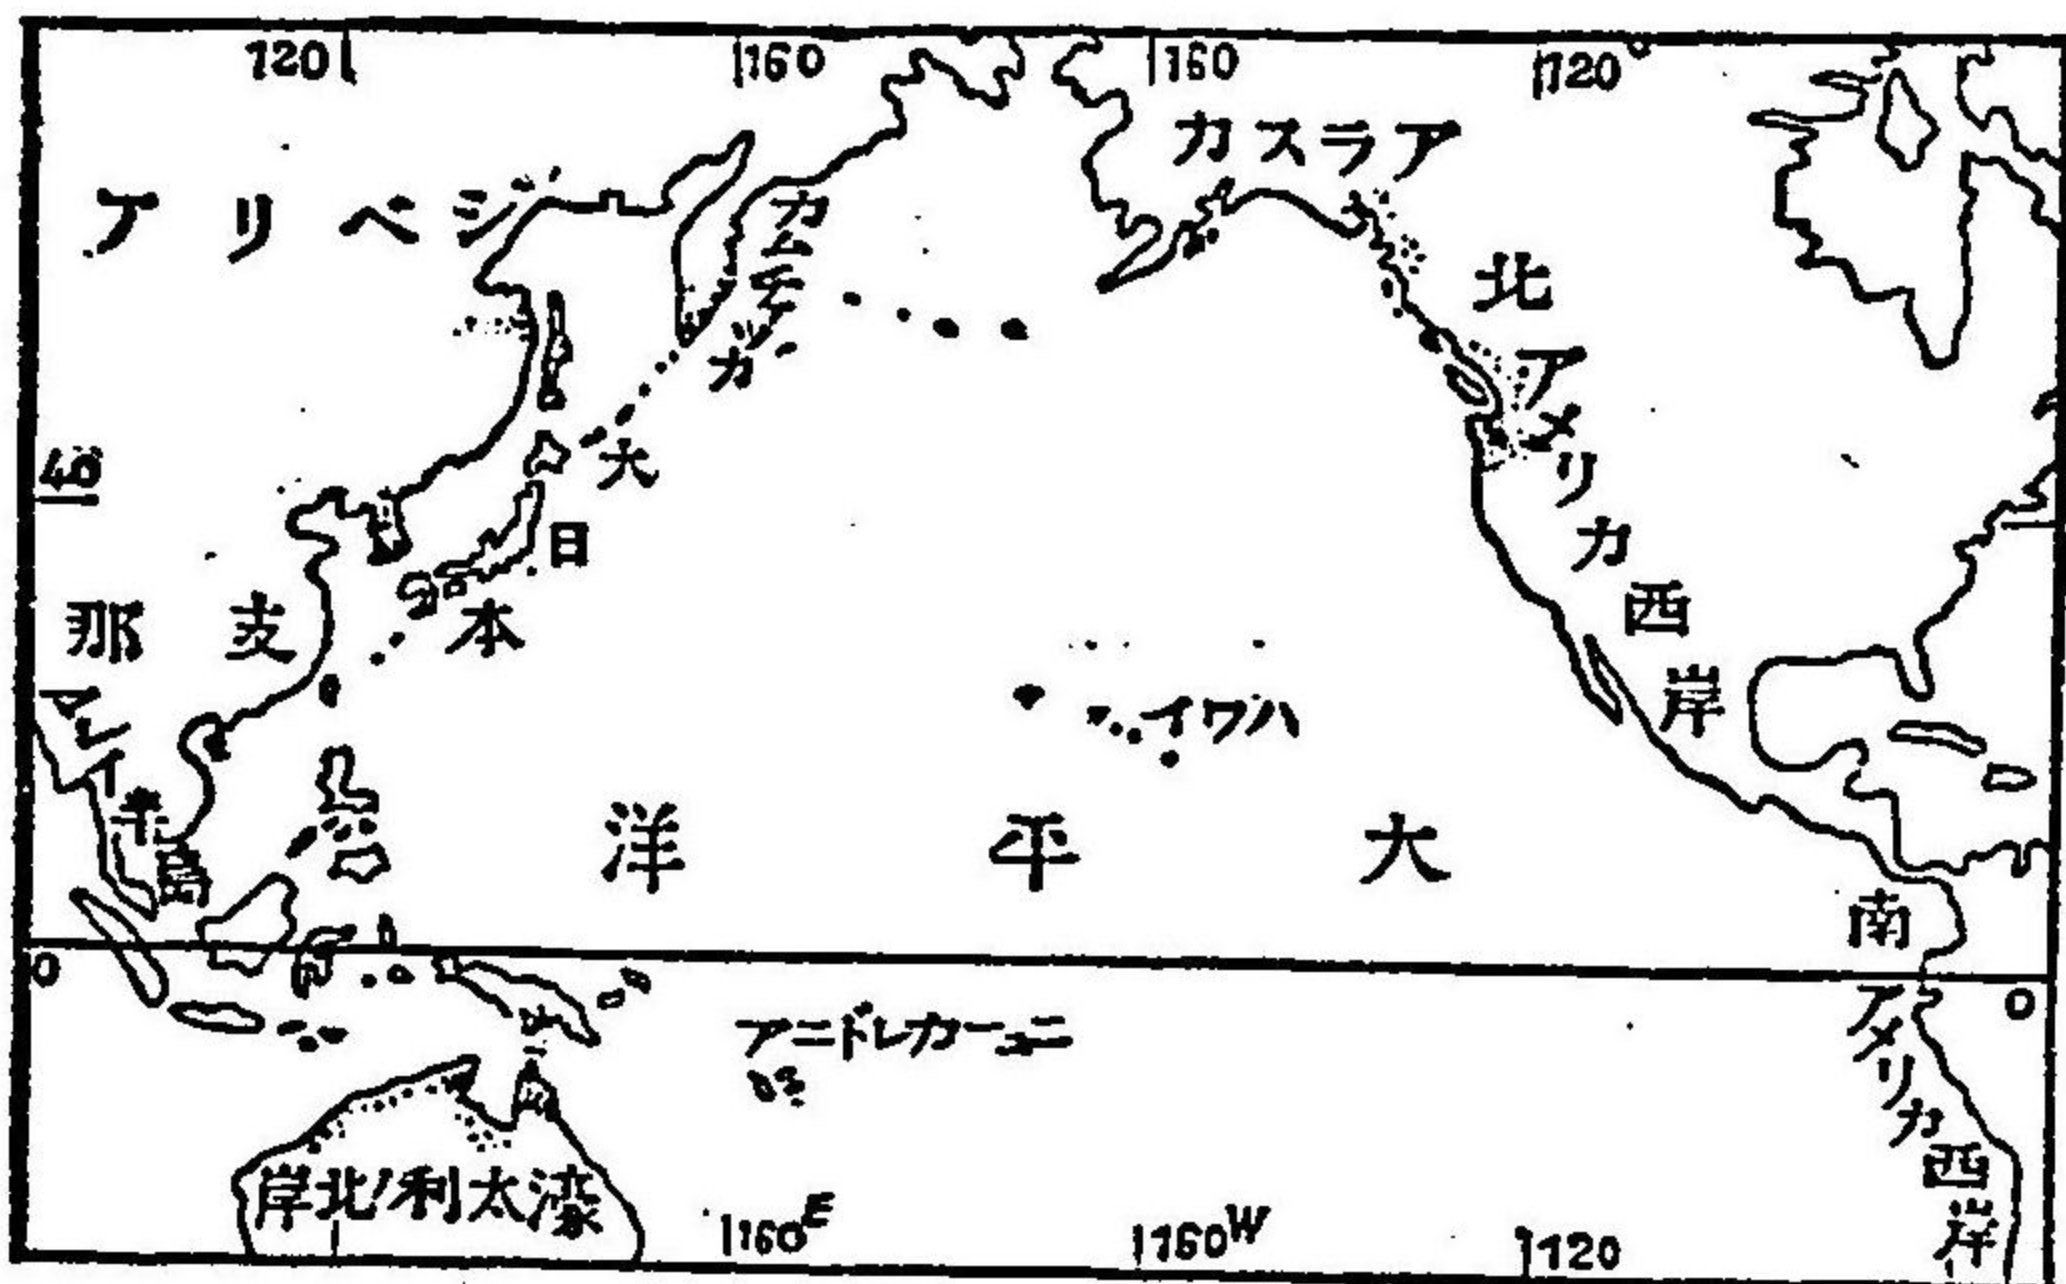 120
160
160
120°
アラスカ
シベリア
カムチャツカ
北アメリカ西岸
40°
大日本
支那
マレイ半島
ハワイ
大平洋
南アメリカ西岸
0
0
ニューカレドニア
濠太利北岸
160E
160W
120